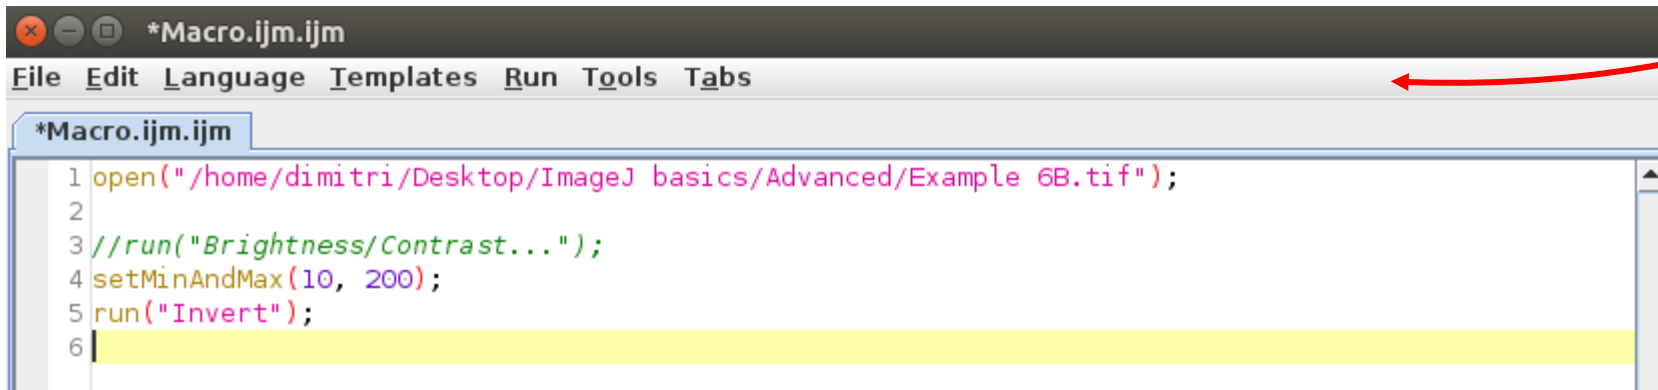 *Macro.ijm.ijm
File Edit Language Templates Run Tools Tabs
*Macro.ijm.ijm
1 open("/home/dimitri/Desktop/ImageJ basics/Advanced/Example 6B.tif");
2
3 //run("Brightness/Contrast...");
4 setMinAndMax(10, 200);
5 run("Invert");
6